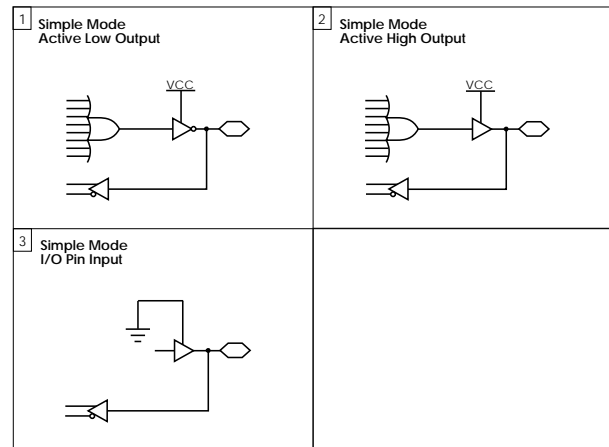 1
Simple Mode
Active Low Output
VCC
2
Simple Mode
Active High Output
VCC
3
Simple Mode
I/O Pin Input